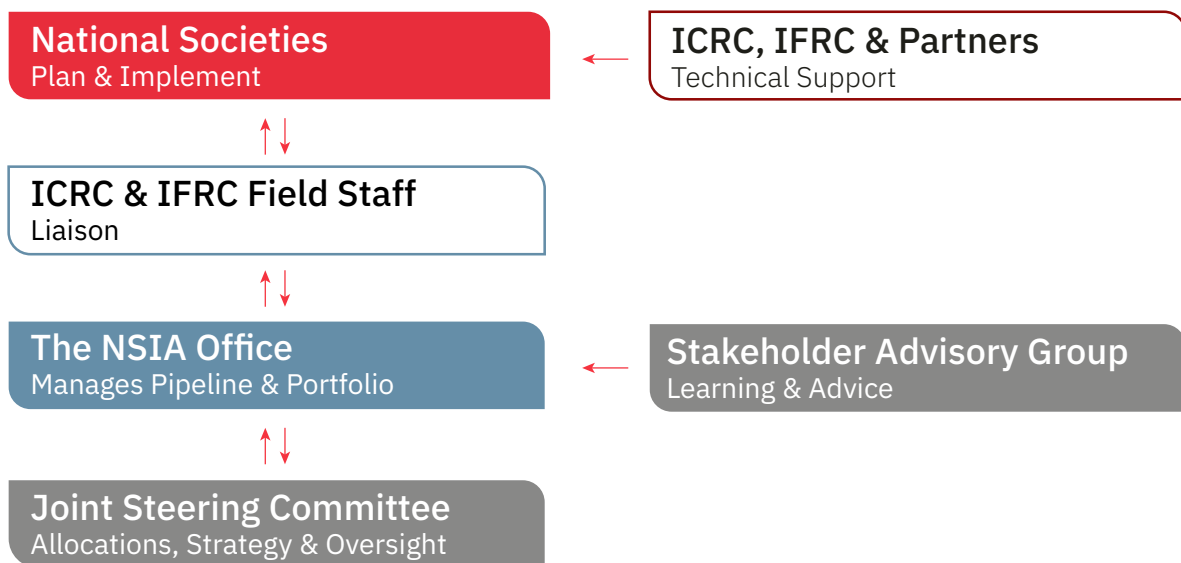 National Societies
Plan & Implement
ICRC, IFRC & Partners
Technical Support
ICRC & IFRC Field Staff
Liaison
The NSIA Office
Manages Pipeline & Portfolio
Stakeholder Advisory Group
Learning & Advice
Joint Steering Committee
Allocations, Strategy & Oversight